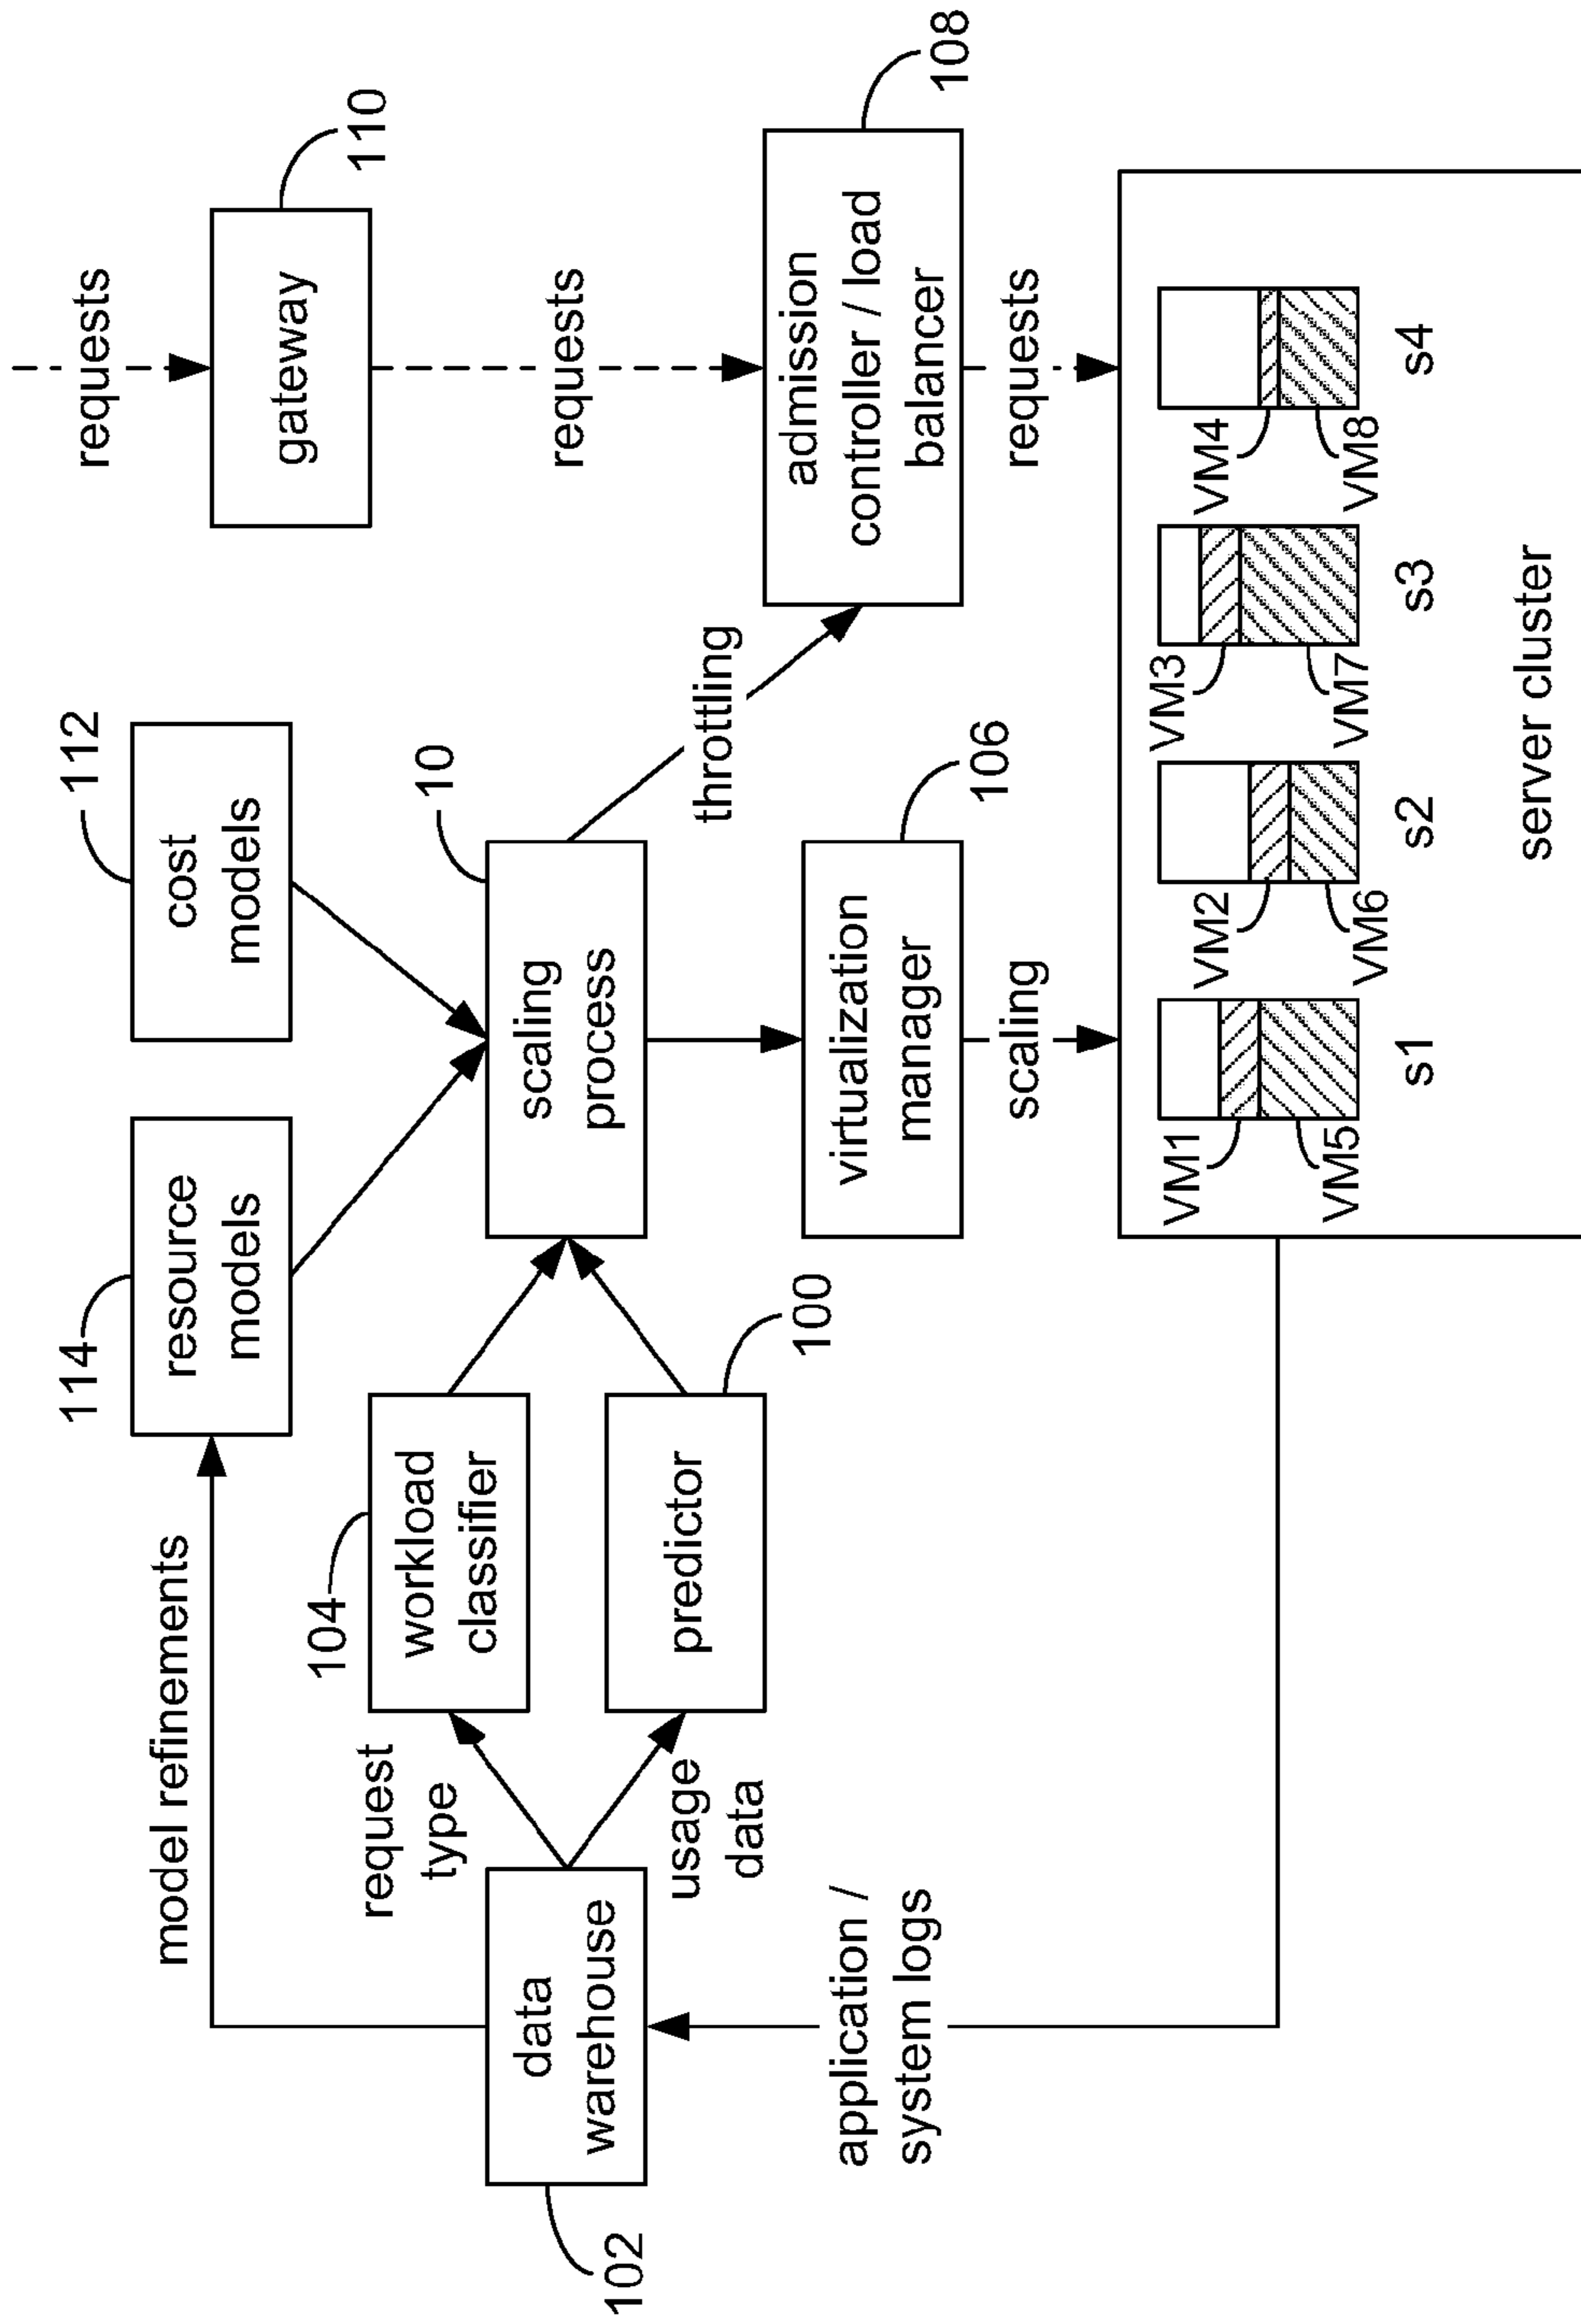 requests
110
gateway
requests
108
admission
controller / load
balancer
requests
112
cost
models
114
resource
models
10
scaling
process
throttling
model refinements
104
workload
classifier
100
predictor
request
type
usage
data
102
data
warehouse
application /
system logs
106
virtualization
manager
scaling
VM1
VM5
s1
VM2
VM6
s2
VM3
VM7
s3
VM4
VM8
s4
server cluster